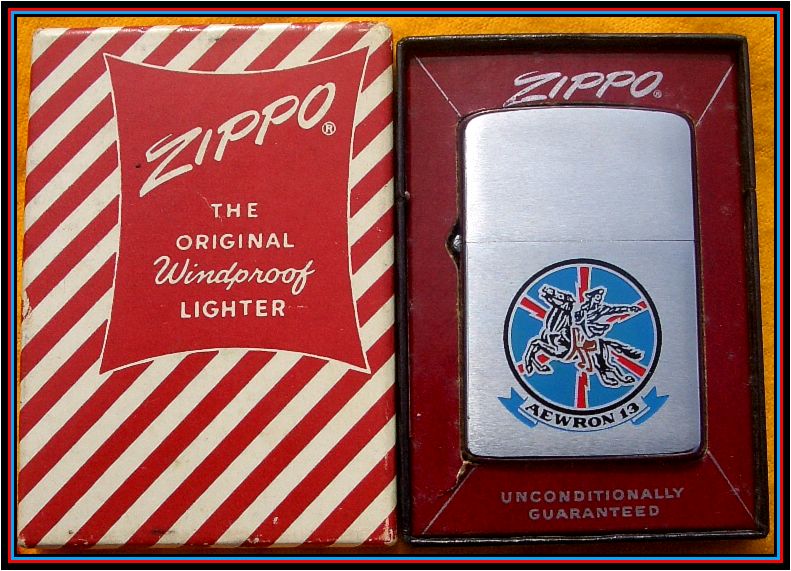 ZIPPO®
THE
ORIGINAL
Windproof
LIGHTER
ZIPPO®
AEWRON 13
UNCONDITIONALLY
GUARANTEED